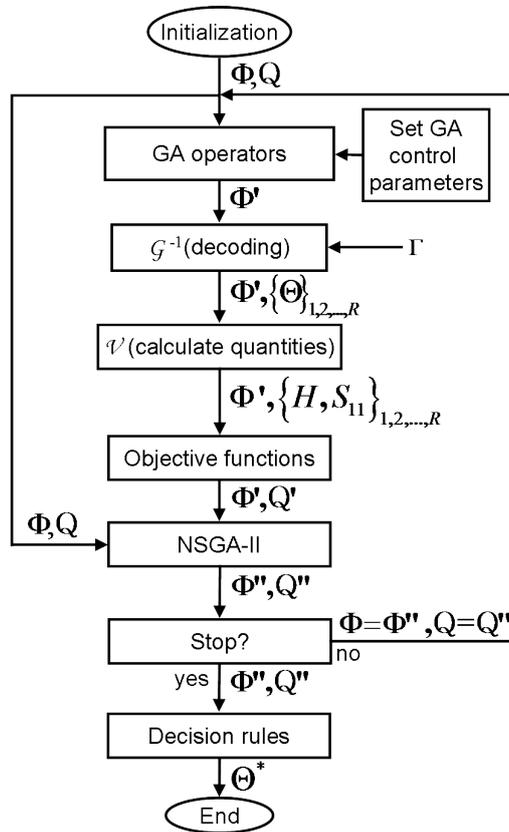 Initialization
Φ,Q
GA operators
Set GA
control
parameters
Φ'
𝒢⁻¹(decoding)
Γ
Φ',{Θ}₁,₂,...,R
𝒱(calculate quantities)
Φ',{H,S₁₁}₁,₂,...,R
Objective functions
Φ',Q'
Φ,Q
NSGA-II
Φ'',Q''
Stop?
Φ=Φ'',Q=Q''
no
yes
Φ'',Q''
Decision rules
Θ*
End